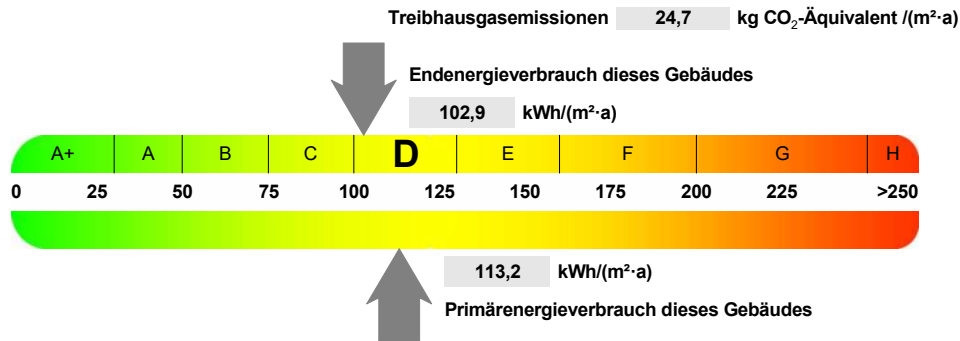 Treibhausgasemissionen 24,7 kg CO₂-Äquivalent /(m²·a)
Endenergieverbrauch dieses Gebäudes
102,9 kWh/(m²·a)
A+ A B C D E F G H
0 25 50 75 100 125 150 175 200 225 >250
113,2 kWh/(m²·a)
Primärenergieverbrauch dieses Gebäudes